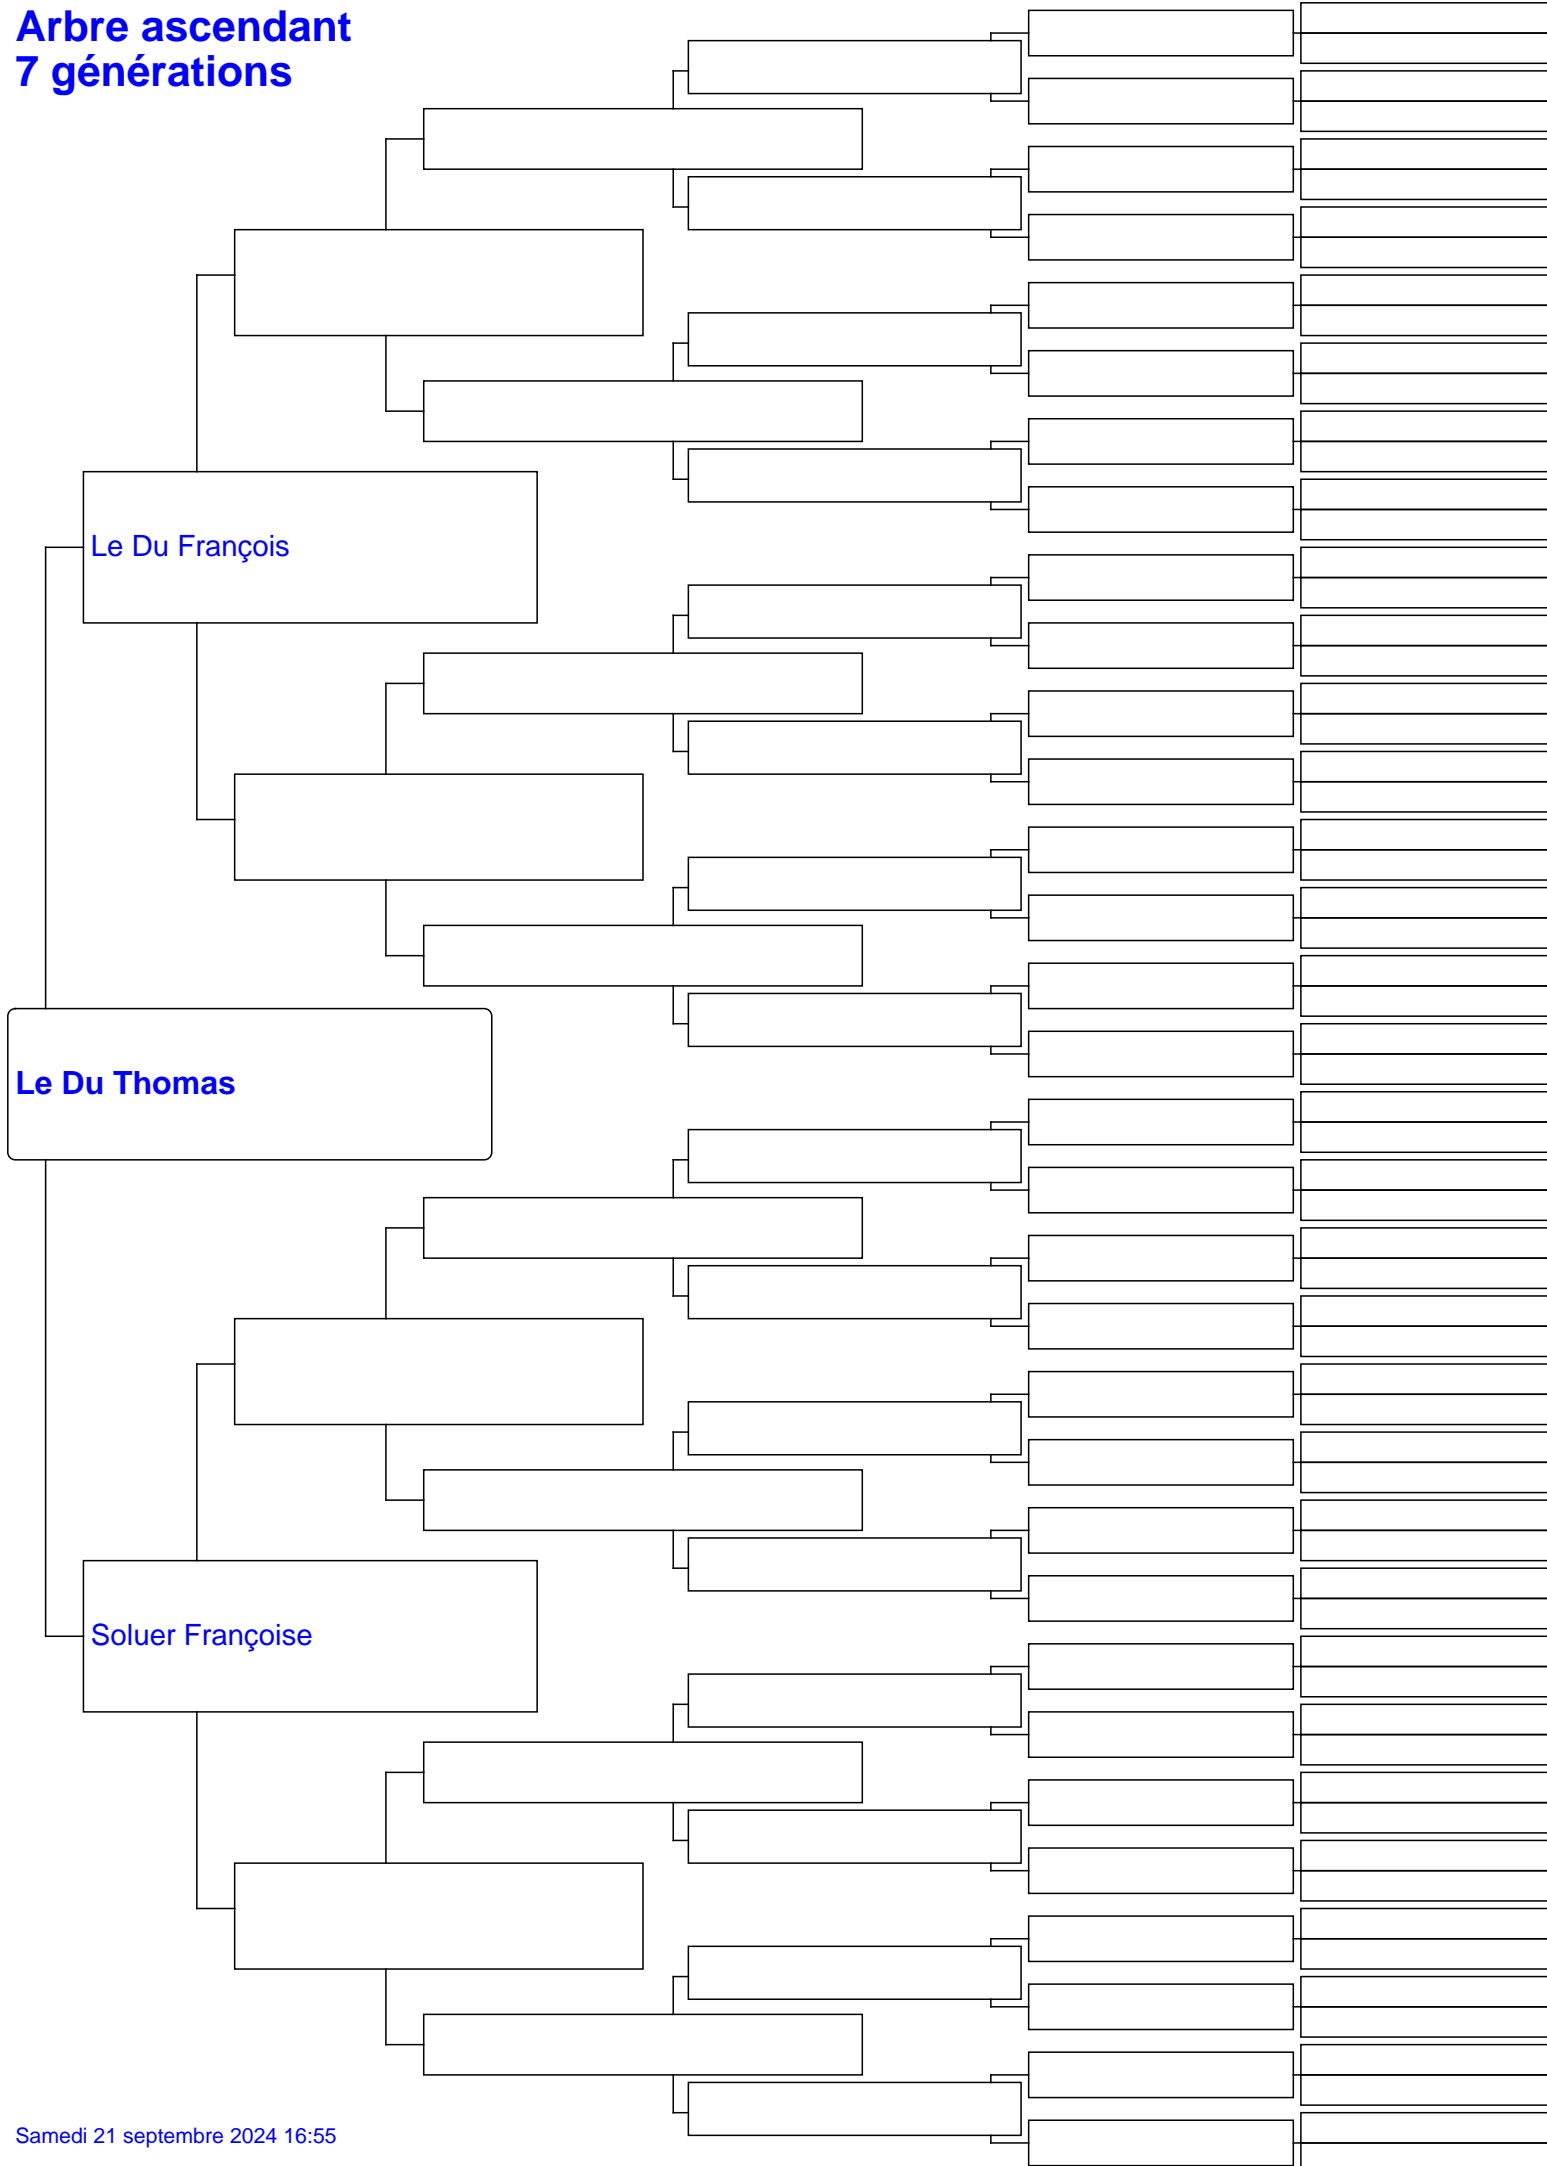 Arbre ascendant
7 générations
Le Du François
Le Du Thomas
Soluer Françoise
Samedi 21 septembre 2024 16:55